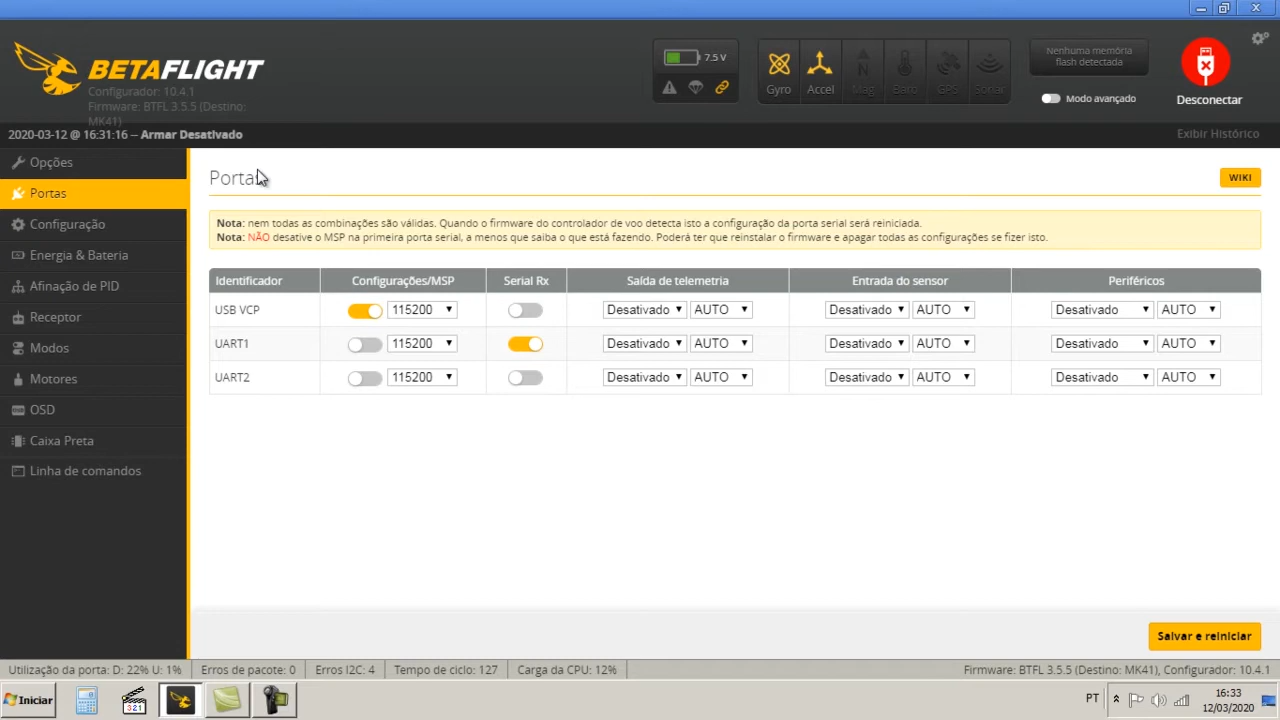 BETAFLIGHT
Configurador: 10.4.1
Firmware: BTFL 3.5.5 (Destino:
MK41)
7.5 V
Gyro
Accel
Mag
Baro
GPS
Sonar
Nenhuma memória
flash detectada
Modo avançado
Desconectar
2020-03-12 @ 16:31:16 -- Armar Desativado
Exibir Histórico
Opções
Portas
Configuração
Energia & Bateria
Afinação de PID
Receptor
Modos
Motores
OSD
Caixa Preta
Linha de comandos
Portas
WIKI
Nota: nem todas as combinações são válidas. Quando o firmware do controlador de voo detecta isto a configuração da porta serial será reiniciada.
Nota: NÃO desative o MSP na primeira porta serial, a menos que saiba o que está fazendo. Poderá ter que reinstalar o firmware e apagar todas as configurações se fizer isto.
Identificador Configurações/MSP Serial Rx Saída de telemetria Entrada do sensor Periféricos
USB VCP 115200 Desativado AUTO Desativado AUTO Desativado AUTO
UART1 115200 Desativado AUTO Desativado AUTO Desativado AUTO
UART2 115200 Desativado AUTO Desativado AUTO Desativado AUTO
Salvar e reiniciar
Utilização da porta: D: 22% U: 1% Erros de pacote: 0 Erros I2C: 4 Tempo de ciclo: 127 Carga da CPU: 12% Firmware: BTFL 3.5.5 (Destino: MK41), Configurador: 10.4.1
Iniciar
321
PT
16:33
12/03/2020